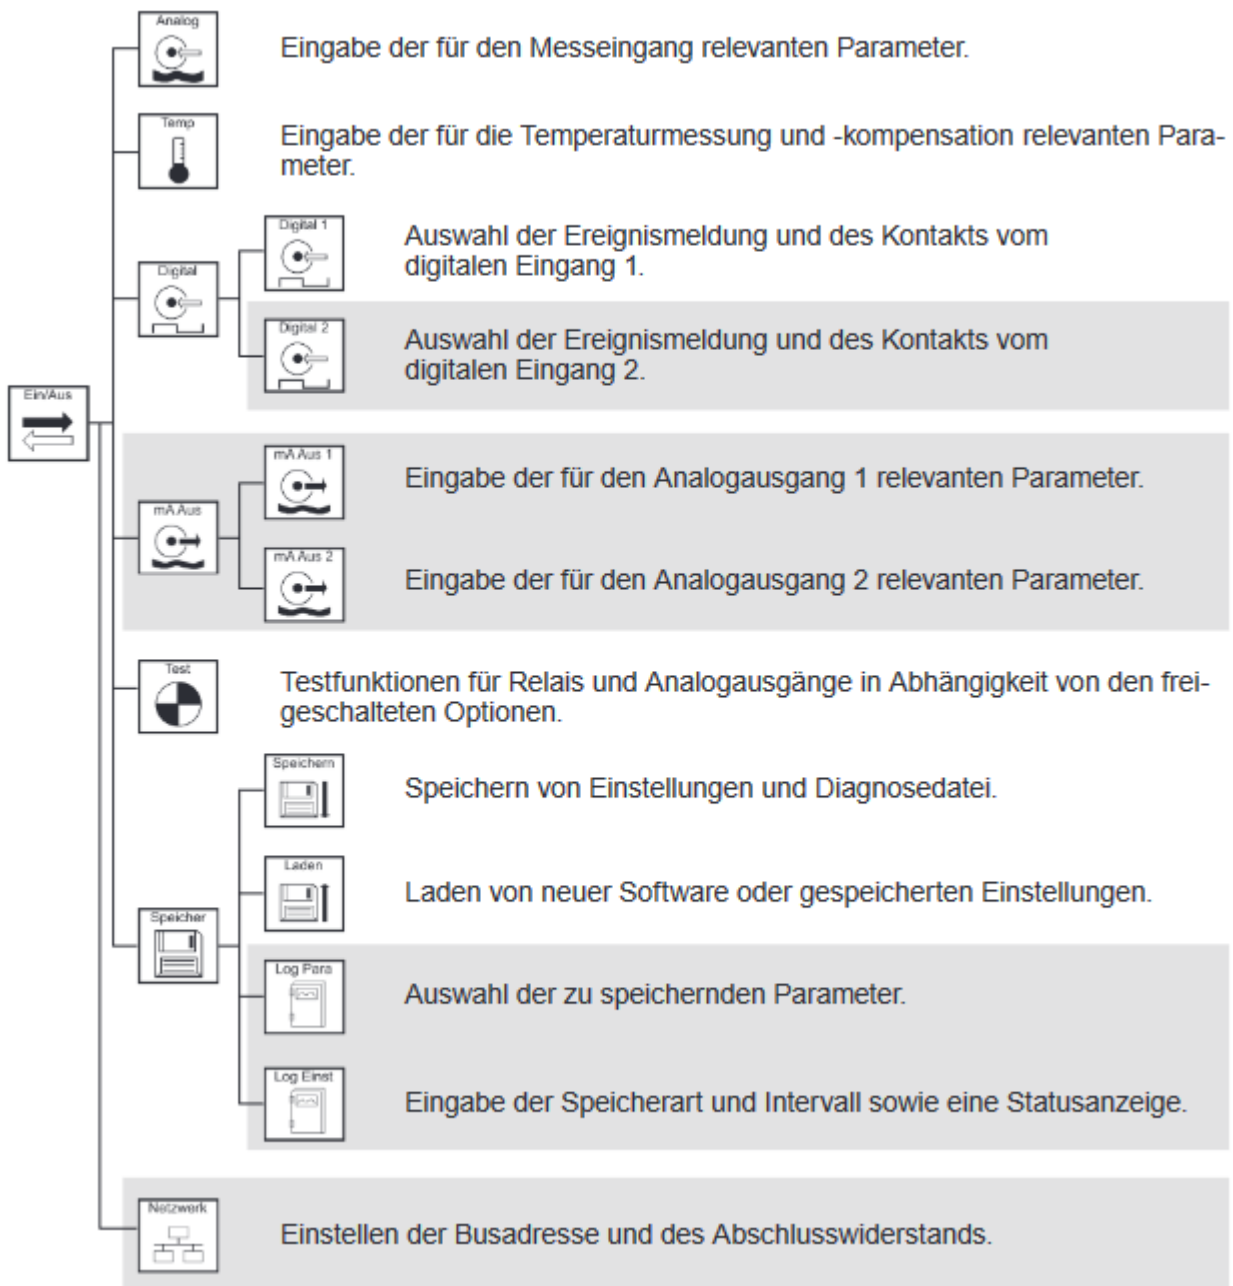 Analog
Eingabe der für den Messeingang relevanten Parameter.
Temp
Eingabe der für die Temperaturmessung und -kompensation relevanten Para-
meter.
Digital
Digital 1
Auswahl der Ereignismeldung und des Kontakts vom
digitalen Eingang 1.
Digital 2
Auswahl der Ereignismeldung und des Kontakts vom
digitalen Eingang 2.
Ein/Aus
mA Aus
mA Aus 1
Eingabe der für den Analogausgang 1 relevanten Parameter.
mA Aus 2
Eingabe der für den Analogausgang 2 relevanten Parameter.
Test
Testfunktionen für Relais und Analogausgänge in Abhängigkeit von den frei-
geschalteten Optionen.
Speicher
Speichern
Speichern von Einstellungen und Diagnosedatei.
Laden
Laden von neuer Software oder gespeicherten Einstellungen.
Log Para
Auswahl der zu speichernden Parameter.
Log Einst
Eingabe der Speicherart und Intervall sowie eine Statusanzeige.
Netzwerk
Einstellen der Busadresse und des Abschlusswiderstands.